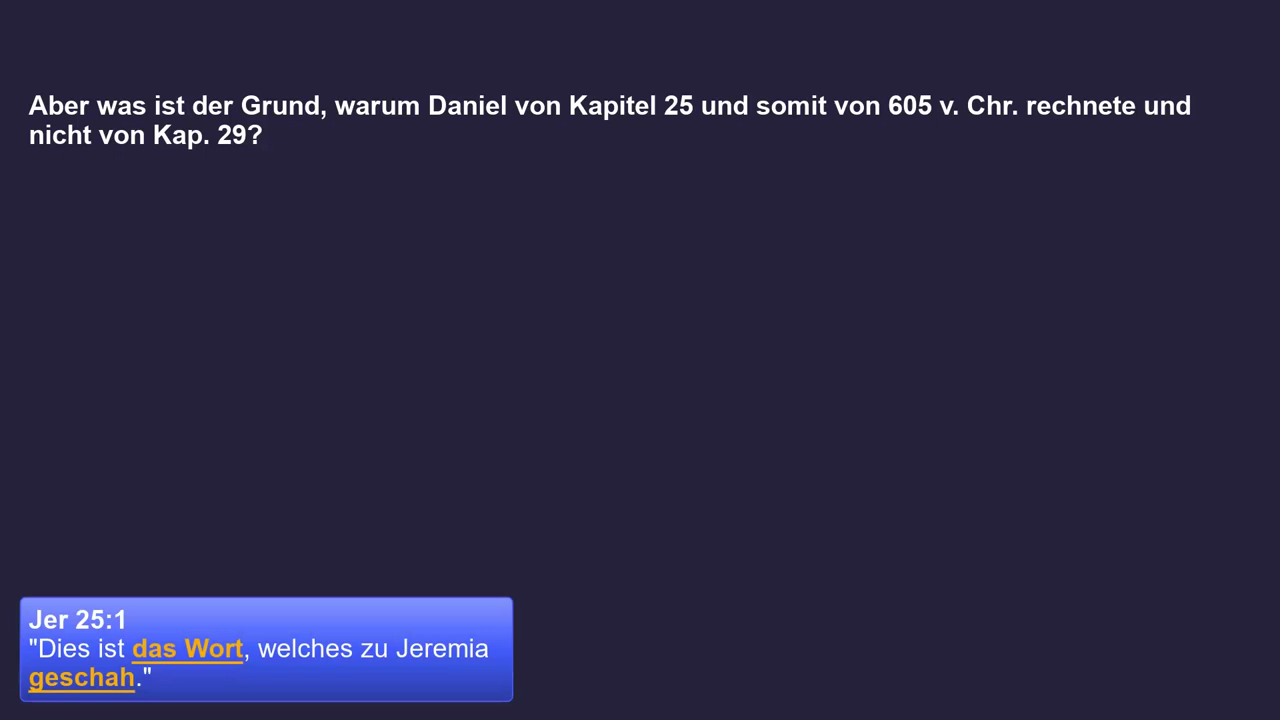 Aber was ist der Grund, warum Daniel von Kapitel 25 und somit von 605 v. Chr. rechnete und
nicht von Kap. 29?
Jer 25:1
"Dies ist das Wort, welches zu Jeremia
geschah."